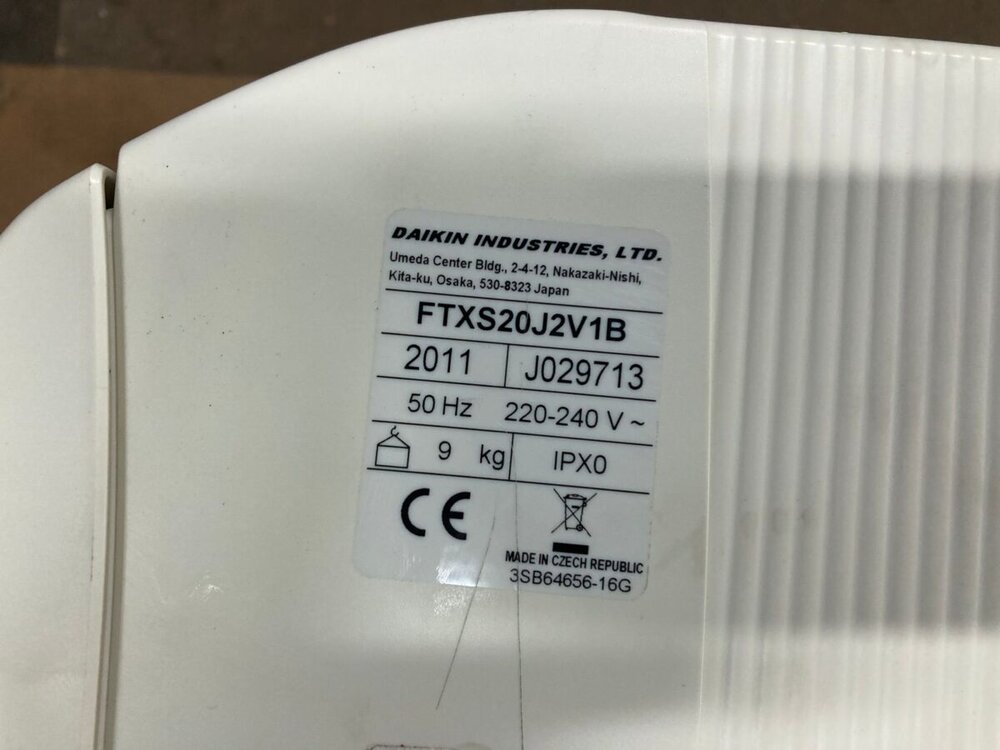 DAIKIN INDUSTRIES, LTD.
Umeda Center Bldg., 2-4-12, Nakazaki-Nishi,
Kita-ku, Osaka, 530-8323 Japan
FTXS20J2V1B
2011 J029713
50 Hz 220-240 V ~
9 kg IPX0
CE
MADE IN CZECH REPUBLIC
3SB64656-16G